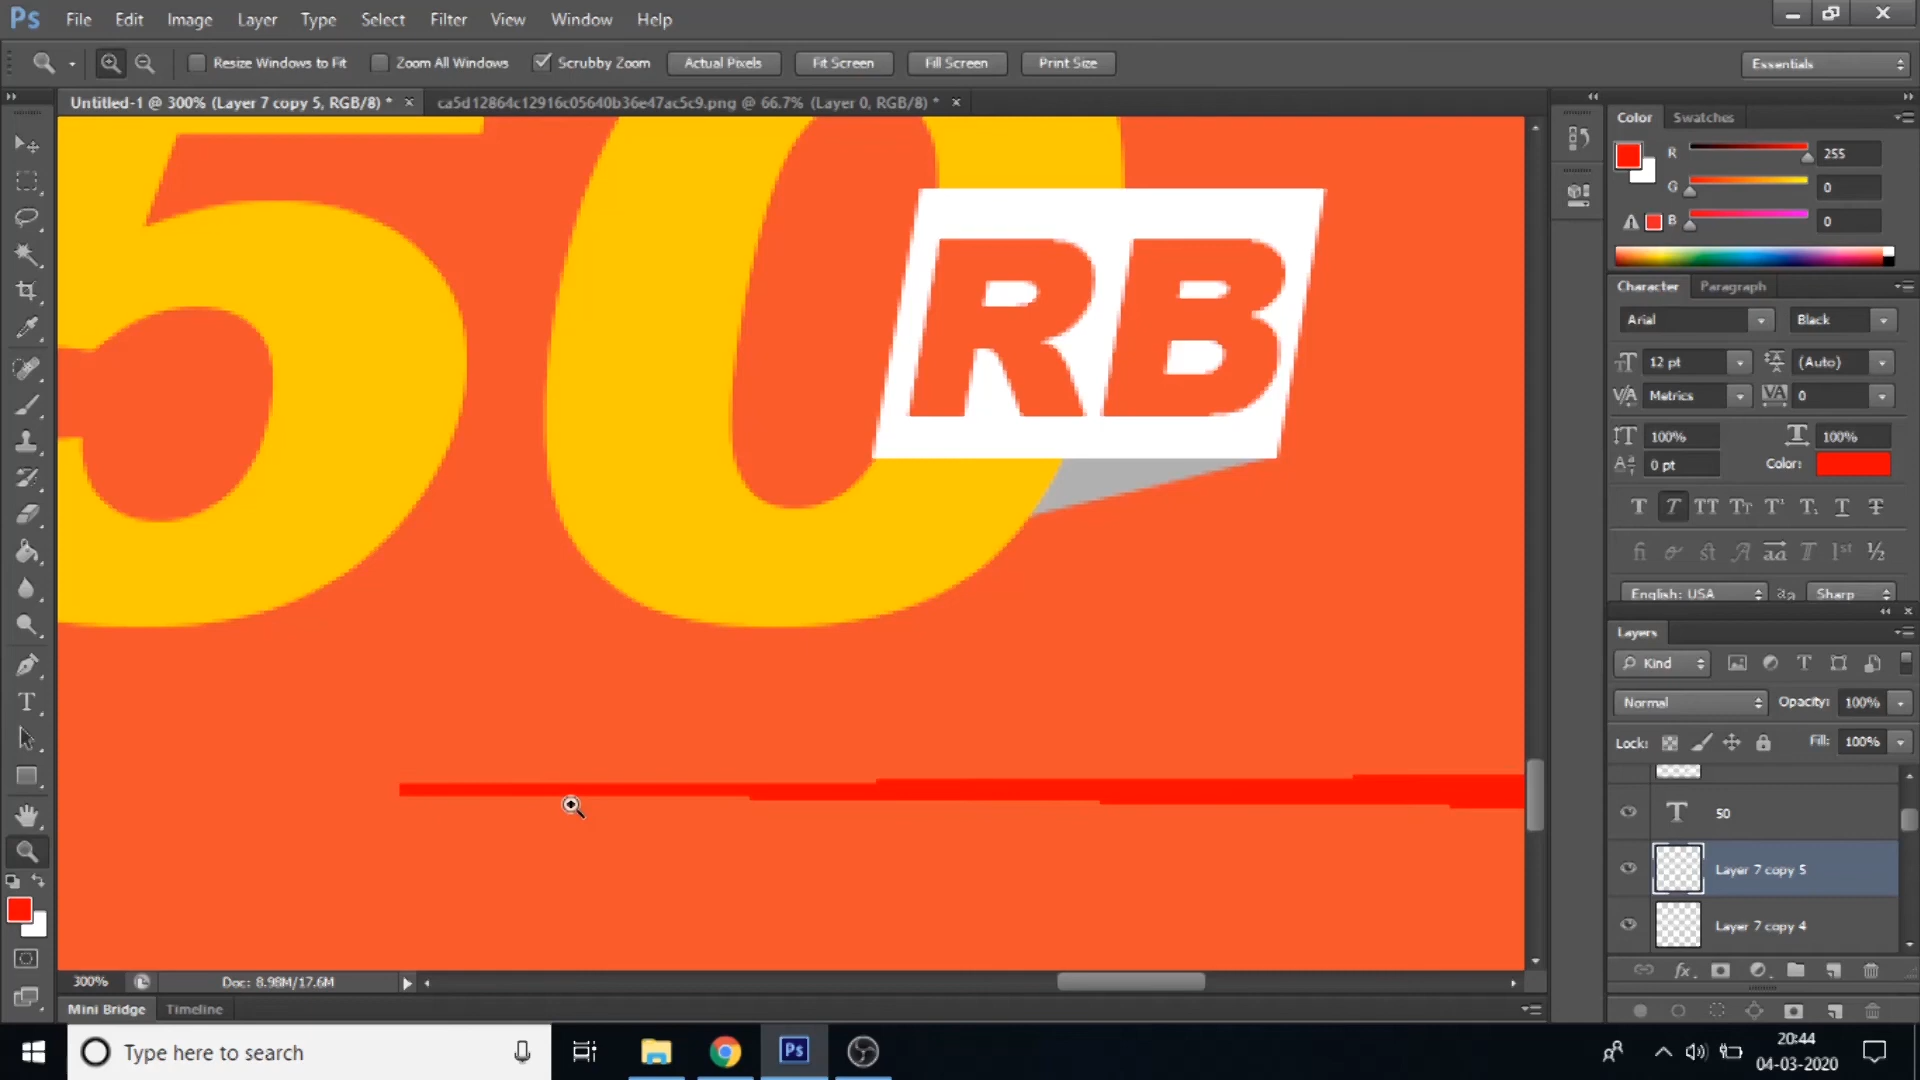 Ps File Edit Image Layer Type Select Filter View Window Help
Resize Windows to Fit Zoom All Windows Scrubby Zoom Actual Pixels Fit Screen Fill Screen Print Size Essentials
Untitled-1 @ 300% (Layer 7 copy 5, RGB/8) * ca5d12864c12916c05640b36e47ac5c9.png @ 66.7% (Layer 0, RGB/8) *
50
RB
Color Swatches
R 255
G 0
B 0
Character Paragraph
Arial Black
12 pt (Auto)
Metrics 0
100% 100%
0 pt Color:
English: USA Sharp
Layers
Kind
Normal Opacity: 100%
Lock: Fill: 100%
50
Layer 7 copy 5
Layer 7 copy 4
300% Doc: 8.98M/17.6M
Mini Bridge Timeline
Type here to search
Ps
20:44
04-03-2020